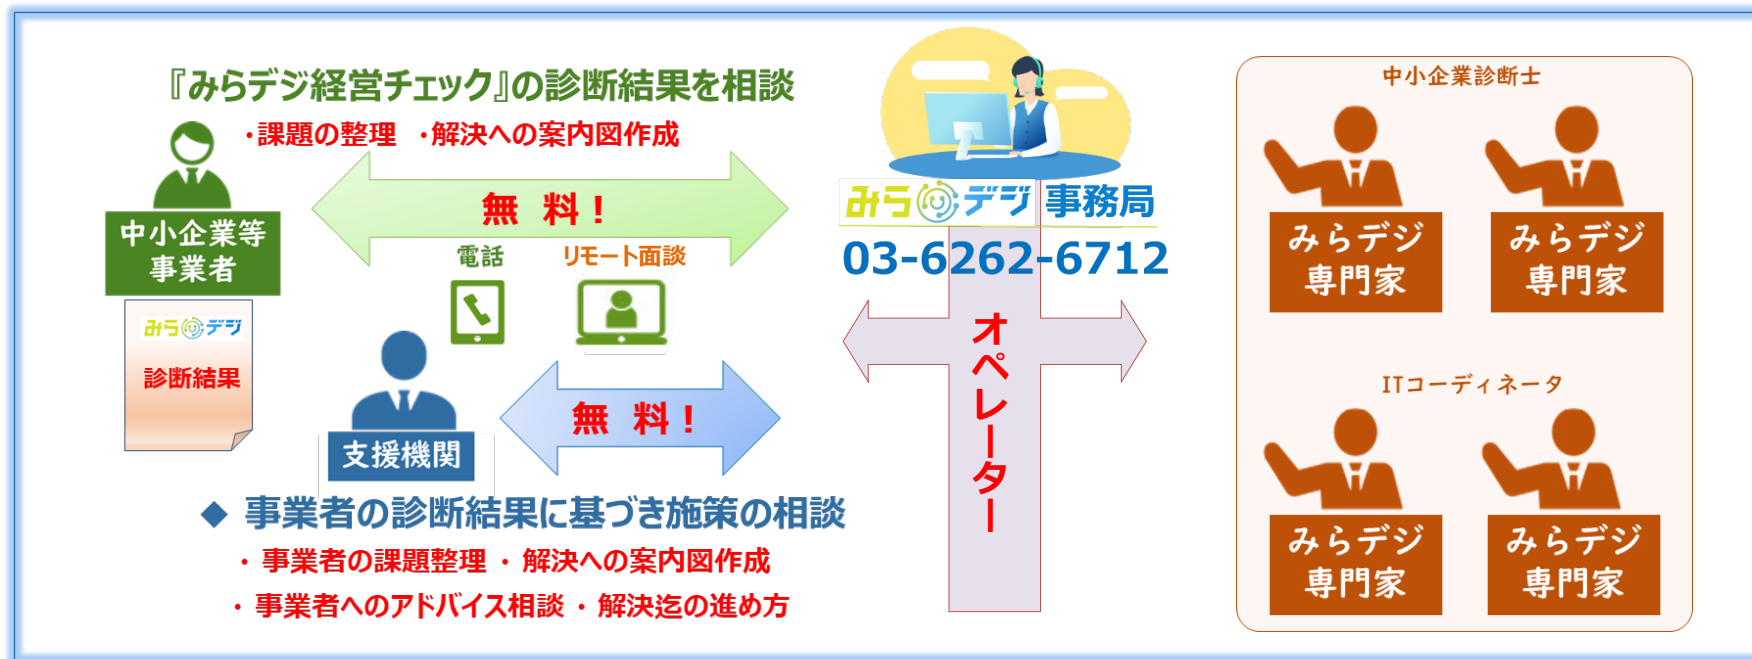 『みらデジ経営チェック』の診断結果を相談
・課題の整理 ・解決への案内図作成
無 料！
中小企業等
事業者
電話
リモート面談
みらデジ
診断結果
支援機関
無 料！
◆ 事業者の診断結果に基づき施策の相談
・ 事業者の課題整理 ・ 解決への案内図作成
・ 事業者へのアドバイス相談 ・ 解決迄の進め方
みらデジ 事務局
03-6262-6712
オペレーター
中小企業診断士
みらデジ
専門家
みらデジ
専門家
ITコーディネータ
みらデジ
専門家
みらデジ
専門家